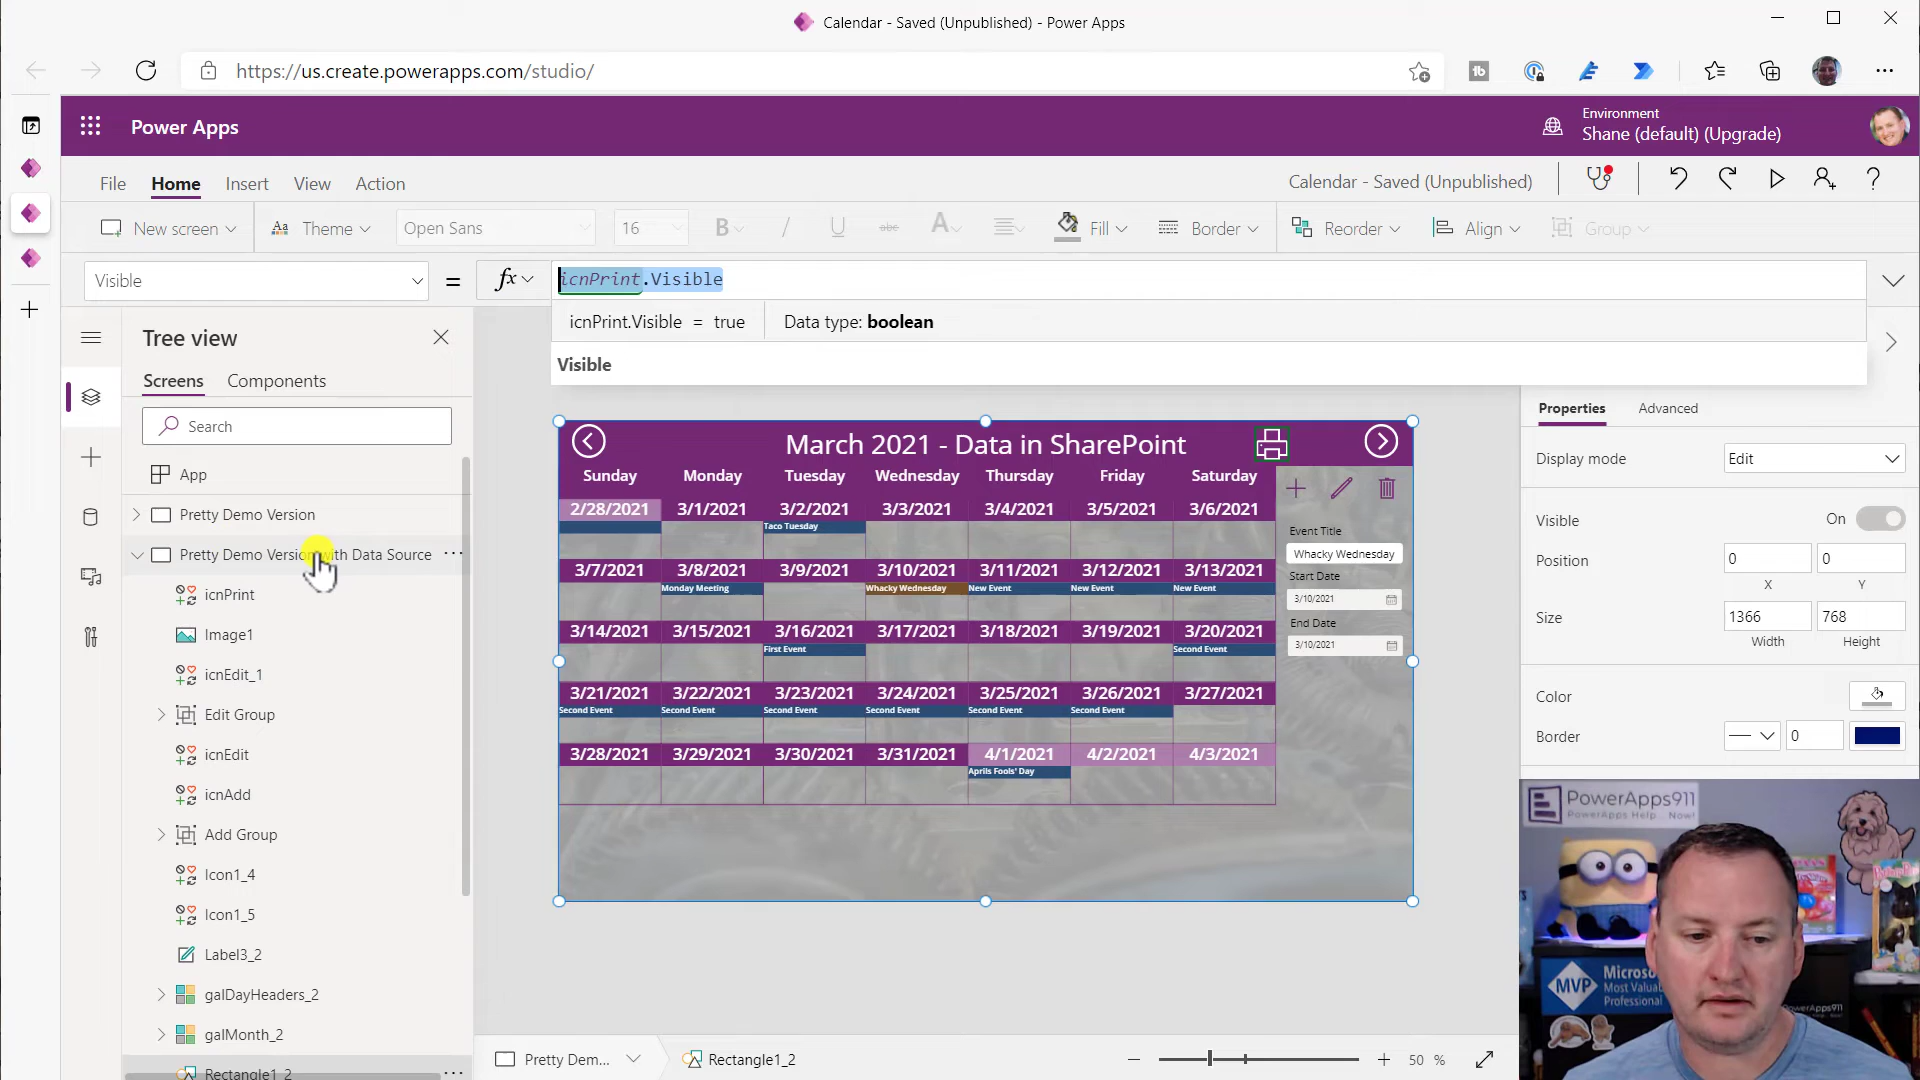 Calendar - Saved (Unpublished) - Power Apps
https://us.create.powerapps.com/studio/
Power Apps
Environment
Shane (default) (Upgrade)
File Home Insert View Action
Calendar - Saved (Unpublished)
New screen Theme Open Sans 16 B I U abc A Fill Border Reorder Align Group
Visible = fx icnPrint.Visible
icnPrint.Visible = true Data type: boolean
Visible
Tree view
Screens Components
Search
App
Pretty Demo Version
Pretty Demo Version with Data Source
icnPrint
Image1
icnEdit_1
Edit Group
icnEdit
icnAdd
Add Group
Icon1_4
Icon1_5
Label3_2
galDayHeaders_2
galMonth_2
Rectangle1_2
March 2021 - Data in SharePoint
Sunday Monday Tuesday Wednesday Thursday Friday Saturday
2/28/2021 3/1/2021 3/2/2021 3/3/2021 3/4/2021 3/5/2021 3/6/2021
Taco Tuesday
3/7/2021 3/8/2021 3/9/2021 3/10/2021 3/11/2021 3/12/2021 3/13/2021
Monday Meeting Whacky Wednesday New Event New Event New Event
3/14/2021 3/15/2021 3/16/2021 3/17/2021 3/18/2021 3/19/2021 3/20/2021
First Event Second Event
3/21/2021 3/22/2021 3/23/2021 3/24/2021 3/25/2021 3/26/2021 3/27/2021
Second Event Second Event Second Event Second Event Second Event Second Event
3/28/2021 3/29/2021 3/30/2021 3/31/2021 4/1/2021 4/2/2021 4/3/2021
Aprils Fools' Day
Event Title
Whacky Wednesday
Start Date
3/10/2021
End Date
3/10/2021
Properties Advanced
Display mode Edit
Visible On
Position 0 0
X Y
Size 1366 768
Width Height
Color
Border 0
PowerApps911
PowerApps Help... Now!
MVP
Microso
Most Valuab
Professional
PowerApps911
Pretty Dem... Rectangle1_2
50 %